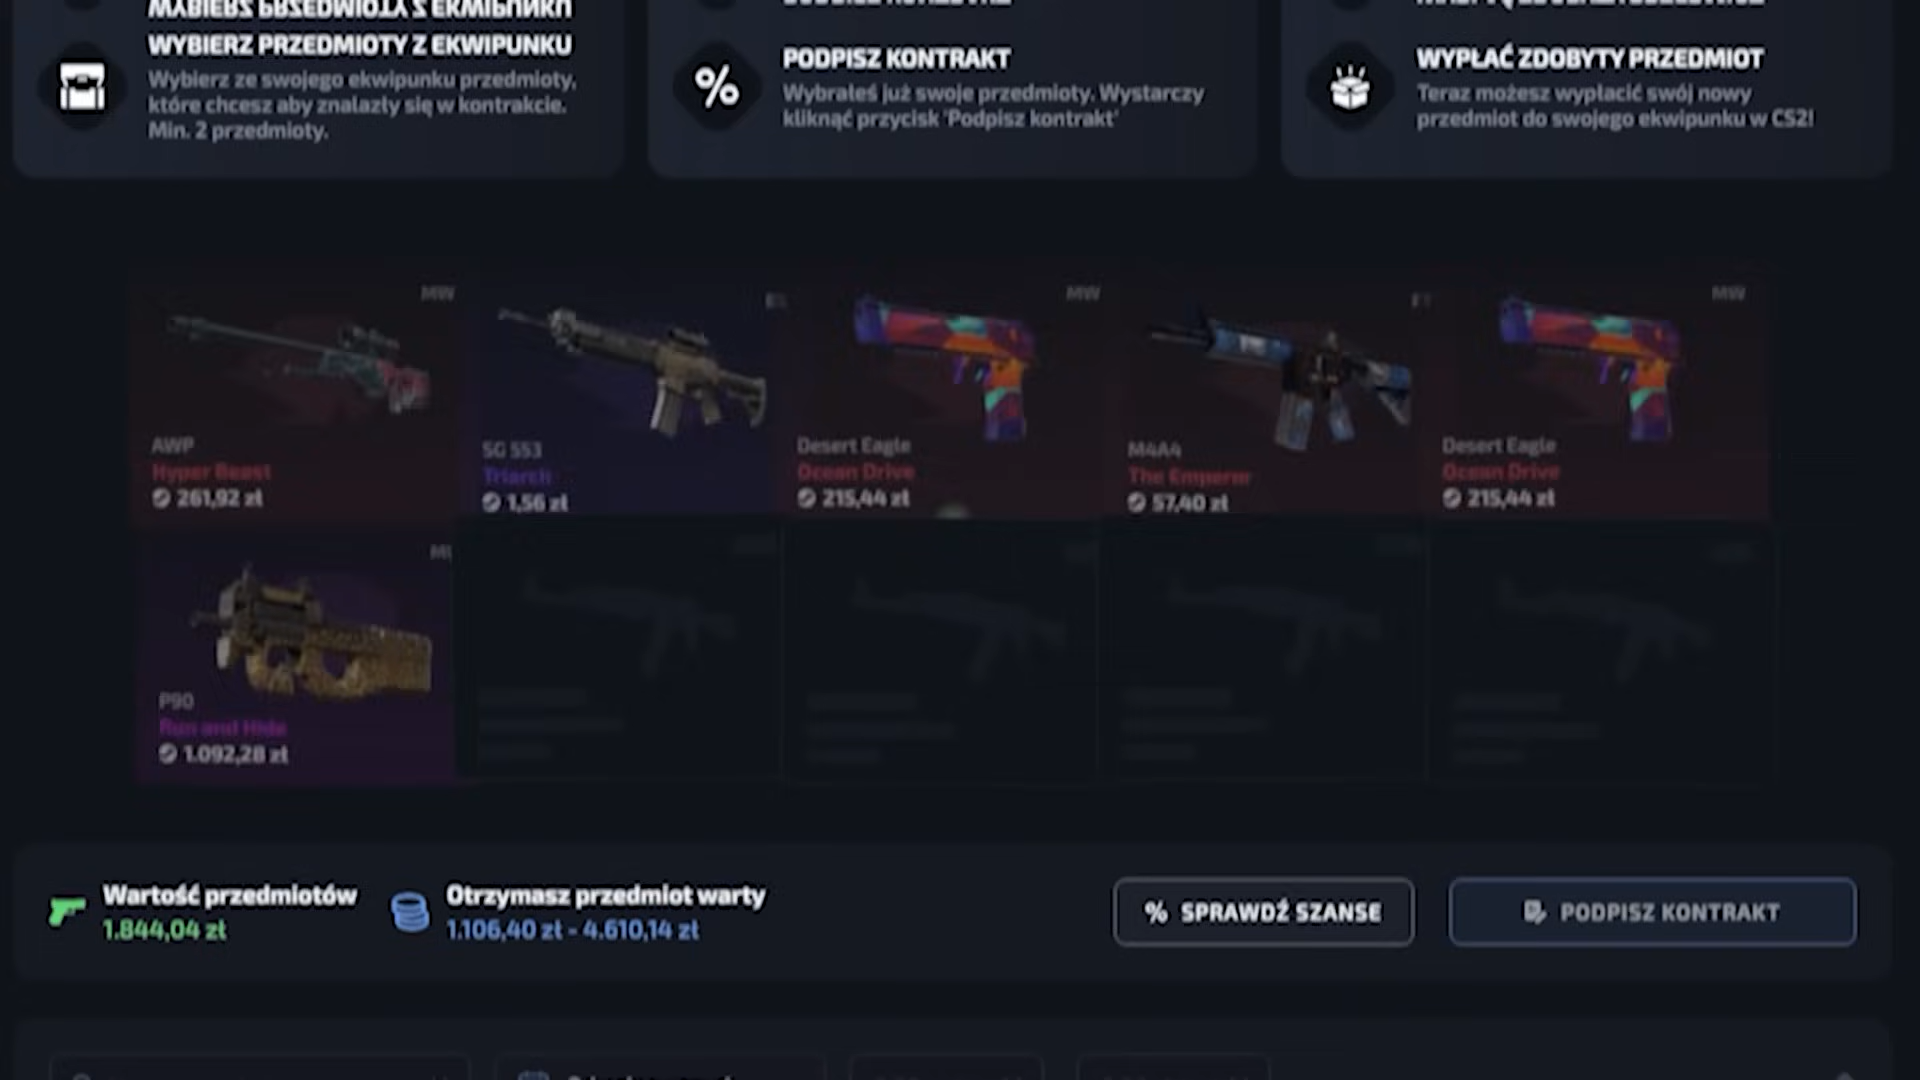 WYBIERZ PRZEDMIOTY Z EKWIPUNKU
WYBIERZ PRZEDMIOTY Z EKWIPUNKU
Wybierz ze swojego ekwipunku przedmioty,
które chcesz aby znalazły się w kontrakcie.
Min. 2 przedmioty.
PODPISZ KONTRAKT
Wybrałeś już swoje przedmioty. Wystarczy
kliknąć przycisk 'Podpisz kontrakt'
WYPŁAĆ ZDOBYTY PRZEDMIOT
Teraz możesz wypłacić swój nowy
przedmiot do swojego ekwipunku w CS2!
MW
AWP
Hyper Beast
261,92 zł
SG 553
Triarch
1,56 zł
MW
Desert Eagle
Ocean Drive
215,44 zł
M4A4
The Emperor
57,40 zł
MW
Desert Eagle
Ocean Drive
215,44 zł
P90
Run and Hide
1.092,28 zł
Wartość przedmiotów
1.844,04 zł
Otrzymasz przedmiot warty
1.106,40 zł - 4.610,14 zł
% SPRAWDŹ SZANSE
PODPISZ KONTRAKT